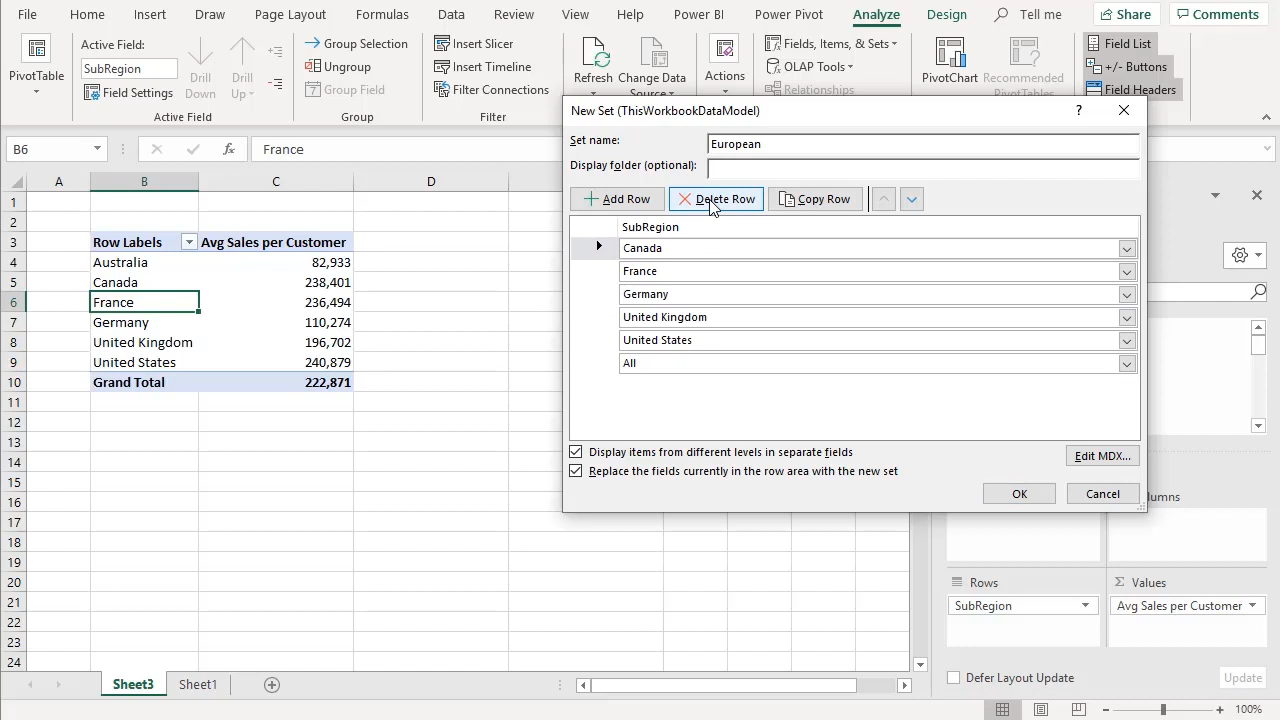 File Home Insert Draw Page Layout Formulas Data Review View Help Power BI Power Pivot Analyze Design Tell me Share Comments
PivotTable
Active Field:
SubRegion
Field Settings
Drill Down
Drill Up
Active Field
Group Selection
Ungroup
Group Field
Group
Insert Slicer
Insert Timeline
Filter Connections
Filter
Refresh
Change Data
Actions
Fields, Items, & Sets
OLAP Tools
Relationships
PivotChart
Recommended
PivotTables
Field List
+/- Buttons
Field Headers
B6 fx France
A B C D
1
2
3 Row Labels Avg Sales per Customer
4 Australia 82,933
5 Canada 238,401
6 France 236,494
7 Germany 110,274
8 United Kingdom 196,702
9 United States 240,879
10 Grand Total 222,871
11
12
13
14
15
16
17
18
19
20
21
22
23
24
New Set (ThisWorkbookDataModel) ?
Set name: European
Display folder (optional):
Add Row Delete Row Copy Row
SubRegion
Canada
France
Germany
United Kingdom
United States
All
Display items from different levels in separate fields
Replace the fields currently in the row area with the new set
Edit MDX...
OK Cancel
Rows Σ Values
SubRegion Avg Sales per Customer
Defer Layout Update Update
Sheet3 Sheet1
100%